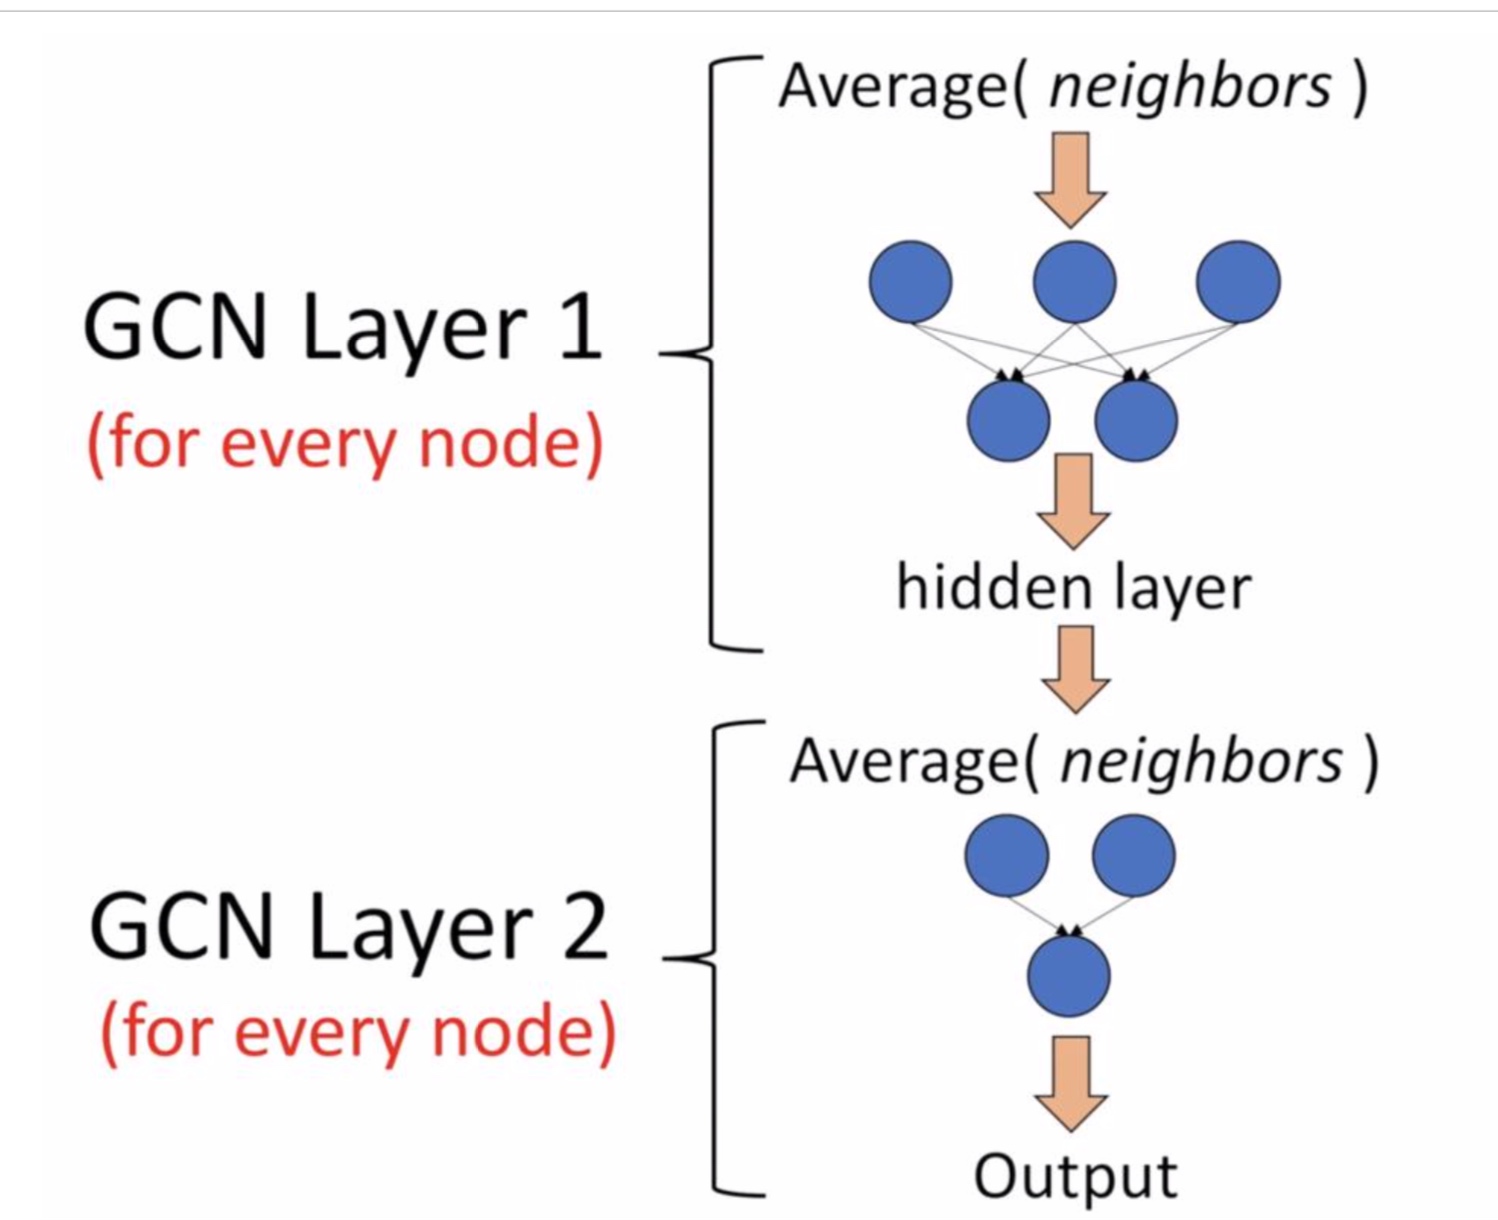 Average( neighbors )
GCN Layer 1
(for every node)
hidden layer
Average( neighbors )
GCN Layer 2
(for every node)
Output